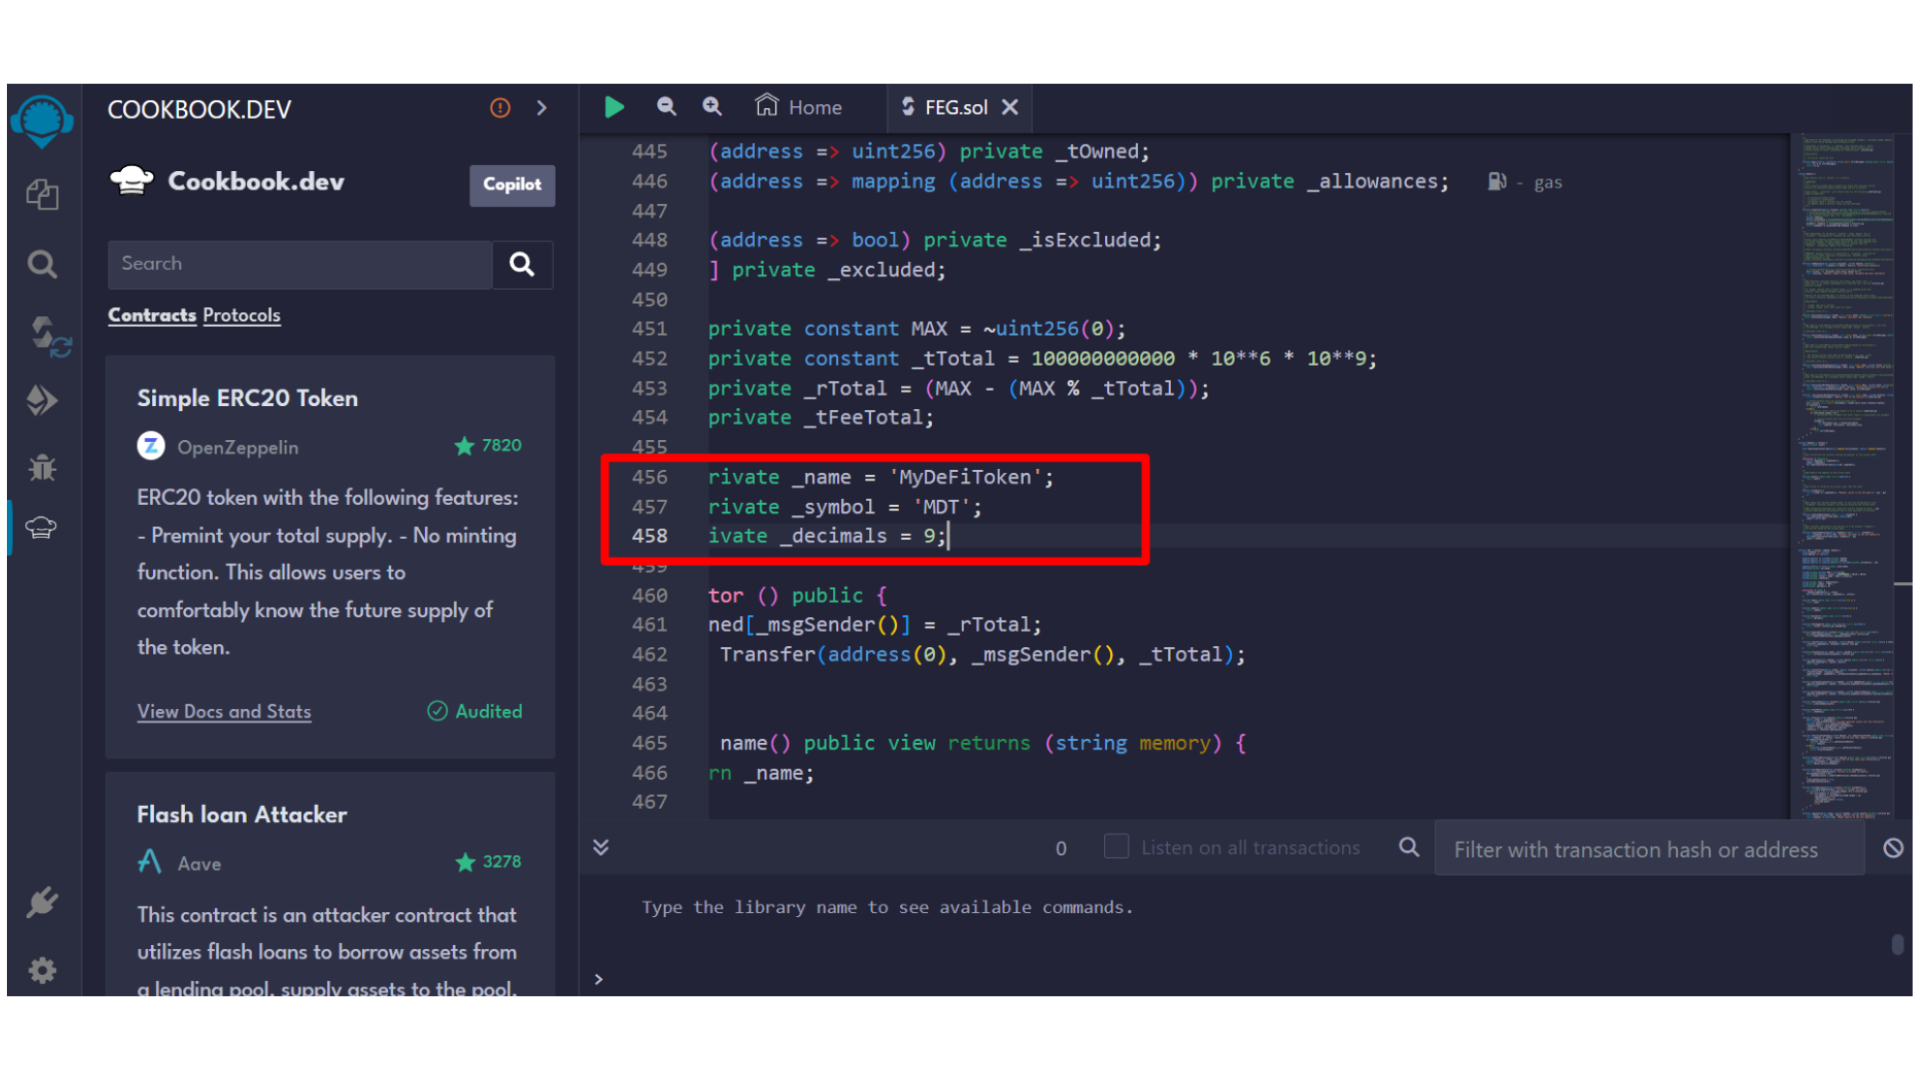 COOKBOOK.DEV
Cookbook.dev
Copilot
Search
Contracts Protocols
Simple ERC20 Token
OpenZeppelin
7820
ERC20 token with the following features:
- Premint your total supply. - No minting
function. This allows users to
comfortably know the future supply of
the token.
View Docs and Stats
Audited
Flash loan Attacker
Aave
3278
This contract is an attacker contract that
utilizes flash loans to borrow assets from
a lending pool, supply assets to the pool,
Home
FEG.sol
445 (address => uint256) private _tOwned;
446 (address => mapping (address => uint256)) private _allowances; - gas
447
448 (address => bool) private _isExcluded;
449 ] private _excluded;
450
451 private constant MAX = ~uint256(0);
452 private constant _tTotal = 100000000000 * 10**6 * 10**9;
453 private _rTotal = (MAX - (MAX % _tTotal));
454 private _tFeeTotal;
455
456 rivate _name = 'MyDeFiToken';
457 rivate _symbol = 'MDT';
458 ivate _decimals = 9;
459
460 tor () public {
461 ned[_msgSender()] = _rTotal;
462 Transfer(address(0), _msgSender(), _tTotal);
463
464
465 name() public view returns (string memory) {
466 rn _name;
467
0
Listen on all transactions
Filter with transaction hash or address
Type the library name to see available commands.
>